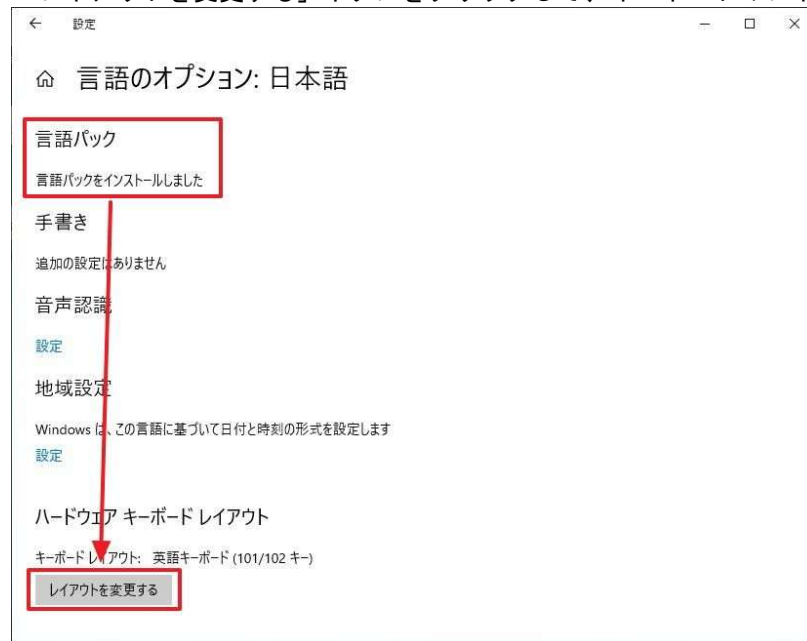 設定
言語のオプション: 日本語
言語パック
言語パックをインストールしました
手書き
追加の設定はありません
音声認識
設定
地域設定
Windows は、この言語に基づいて日付と時刻の形式を設定します
設定
ハードウェア キーボード レイアウト
キーボード レイアウト: 英語キーボード (101/102 キー)
レイアウトを変更する